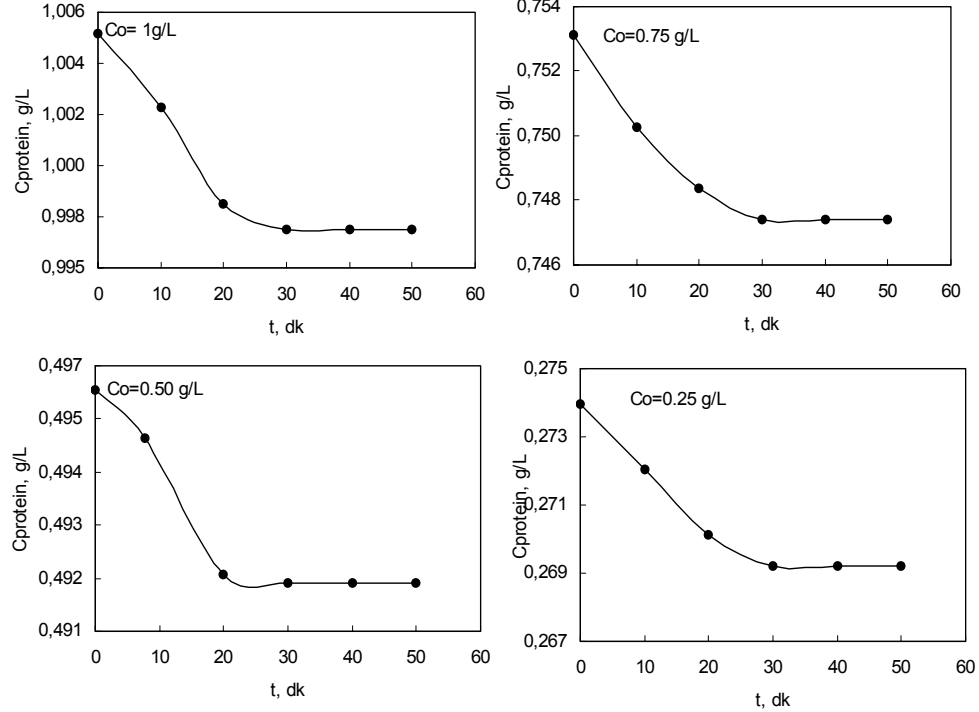 1,006
1,004
1,002
1,000
0,998
0,995
Cprotein, g/L
Co= 1g/L
0 10 20 30 40 50 60
t, dk
0,754
0,752
0,750
0,748
0,746
Cprotein, g/L
Co=0.75 g/L
0 10 20 30 40 50 60
t, dk
0,497
0,495
0,494
0,493
0,492
0,491
Cprotein, g/L
Co=0.50 g/L
0 10 20 30 40 50 60
t, dk
0,275
0,273
0,271
0,269
0,267
Cprotein, g/L
Co=0.25 g/L
0 10 20 30 40 50 60
t, dk